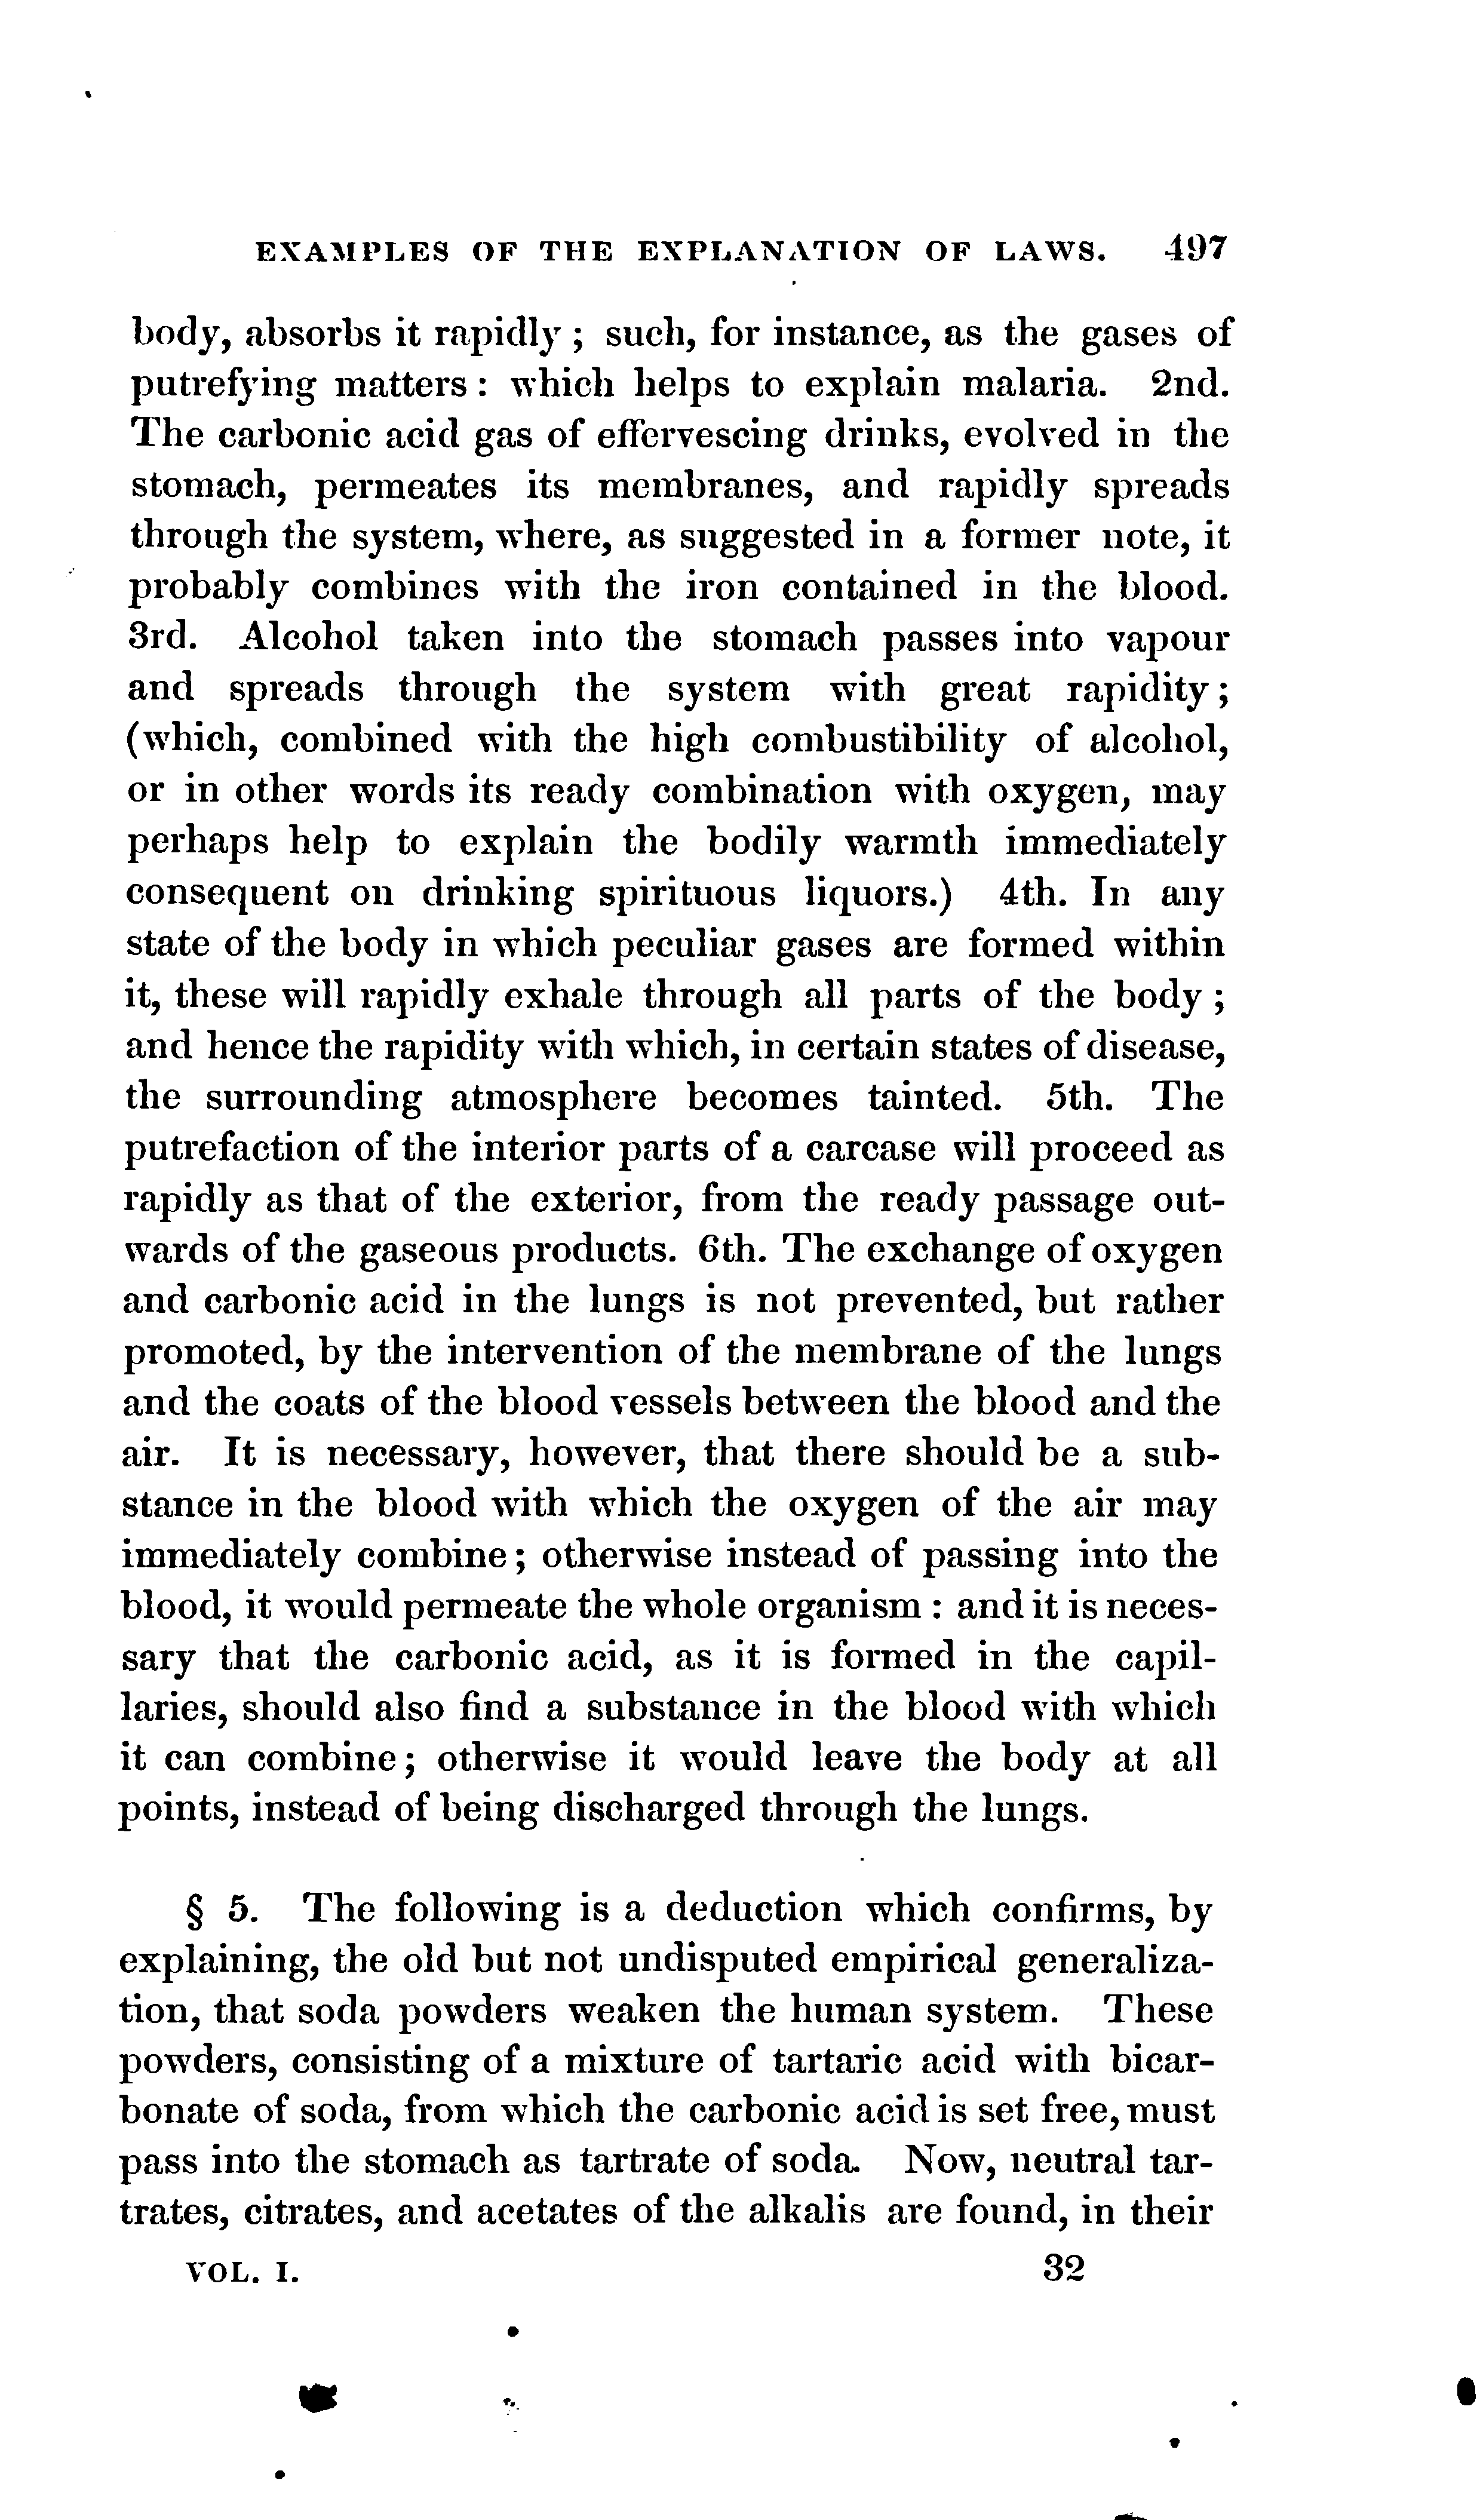 EXAMPLES OF THE EXPLANATION OF LAWS. 497
body, absorbs it rapidly ; such, for instance, as the gases of
putrefying matters : which helps to explain malaria. 2nd.
The carbonic acid gas of effervescing drinks, evolved in the
stomach, permeates its membranes, and rapidly spreads
through the system, where, as suggested in a former note, it
probably combines with the iron contained in the blood.
3rd. Alcohol taken into the stomach passes into vapour
and spreads through the system with great rapidity ;
(which, combined with the high combustibility of alcohol,
or in other words its ready combination with oxygen, may
perhaps help to explain the bodily warmth immediately
consequent on drinking spirituous liquors.) 4th. In any
state of the body in which peculiar gases are formed within
it, these will rapidly exhale through all parts of the body ;
and hence the rapidity with which, in certain states of disease,
the surrounding atmosphere becomes tainted. 5th. The
putrefaction of the interior parts of a carcase will proceed as
rapidly as that of the exterior, from the ready passage out-
wards of the gaseous products. 6th. The exchange of oxygen
and carbonic acid in the lungs is not prevented, but rather
promoted, by the intervention of the membrane of the lungs
and the coats of the blood vessels between the blood and the
air. It is necessary, however, that there should be a sub-
stance in the blood with which the oxygen of the air may
immediately combine ; otherwise instead of passing into the
blood, it would permeate the whole organism : and it is neces-
sary that the carbonic acid, as it is formed in the capil-
laries, should also find a substance in the blood with which
it can combine ; otherwise it would leave the body at all
points, instead of being discharged through the lungs.
§ 5. The following is a deduction which confirms, by
explaining, the old but not undisputed empirical generaliza-
tion, that soda powders weaken the human system. These
powders, consisting of a mixture of tartaric acid with bicar-
bonate of soda, from which the carbonic acid is set free, must
pass into the stomach as tartrate of soda. Now, neutral tar-
trates, citrates, and acetates of the alkalis are found, in their
VOL. I. 32